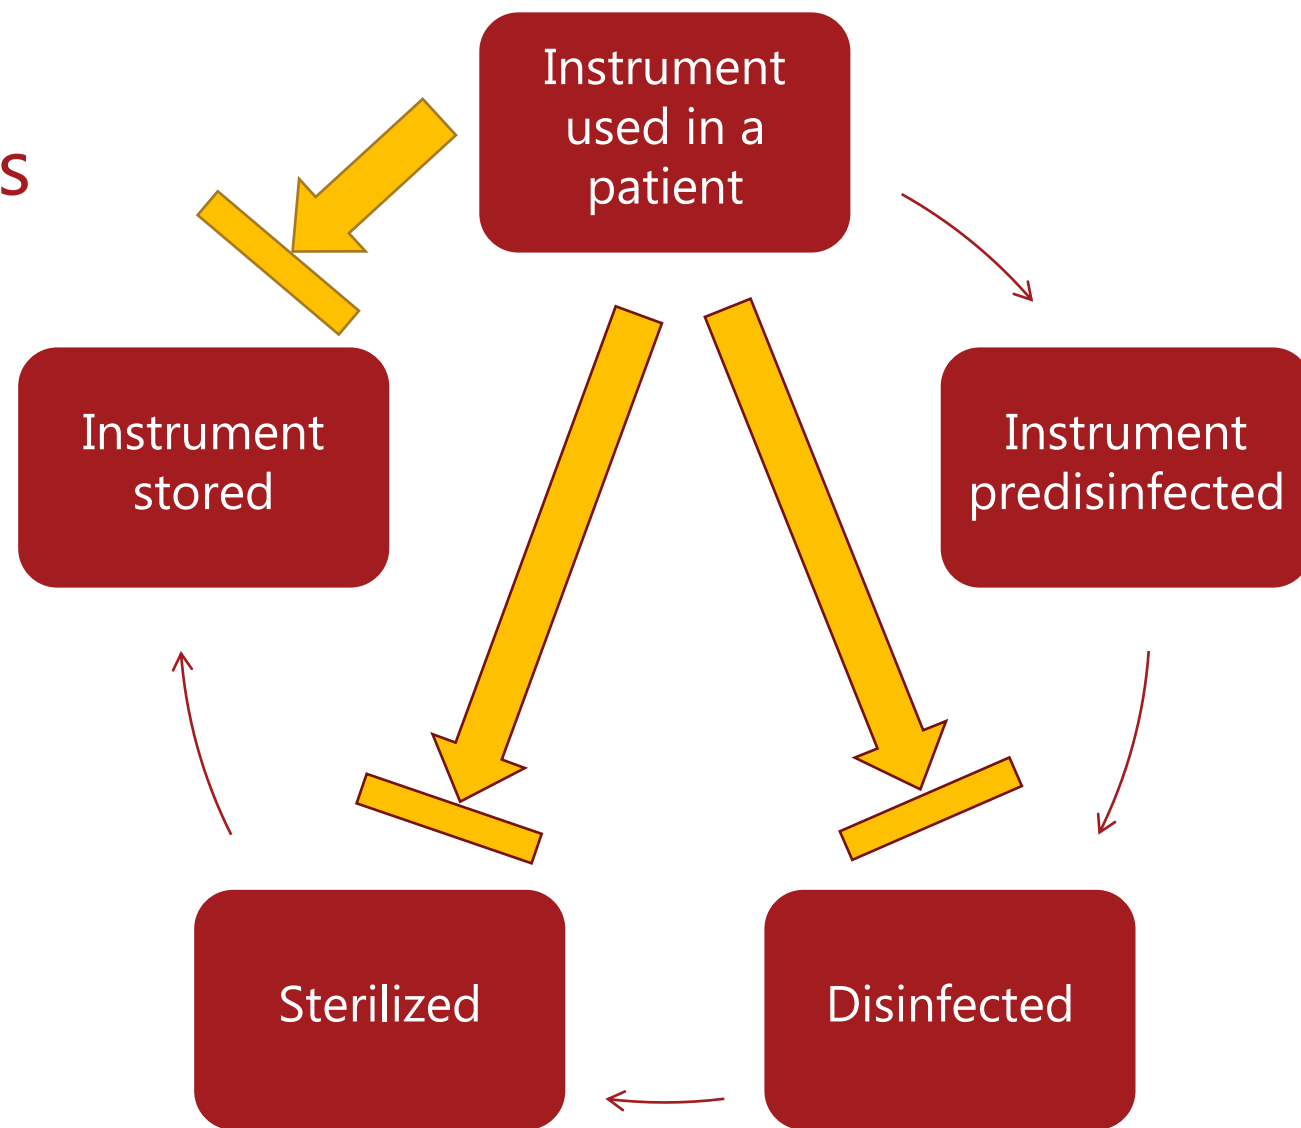 Instrument
used in a
patient
s
Instrument
stored
Instrument
predisinfected
Sterilized
Disinfected